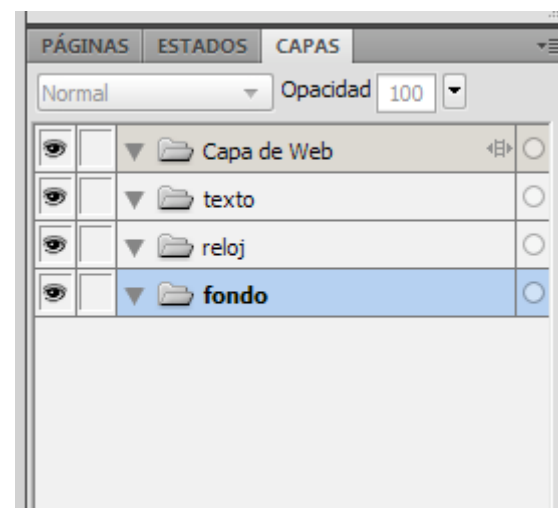 PÁGINAS ESTADOS CAPAS
Normal Opacidad 100
Capa de Web
texto
reloj
fondo